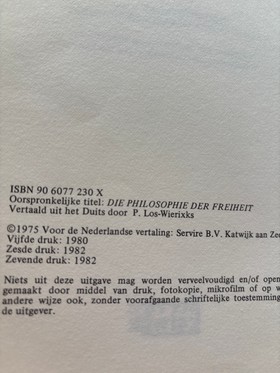 ISBN 90 6077 230 X
Oorspronkelijke titel: DIE PHILOSOPHIE DER FREIHEIT
Vertaald uit het Duits door P. Los-Wierixks
©1975 Voor de Nederlandse vertaling: Servire B.V. Katwijk aan Zee
Vijfde druk: 1980
Zesde druk: 1982
Zevende druk: 1982
Niets uit deze uitgave mag worden verveelvoudigd en/of open
gemaakt door middel van druk, fotokopie, mikrofilm of op w
andere wijze ook, zonder voorafgaande schriftelijke toestemming
de uitgever.